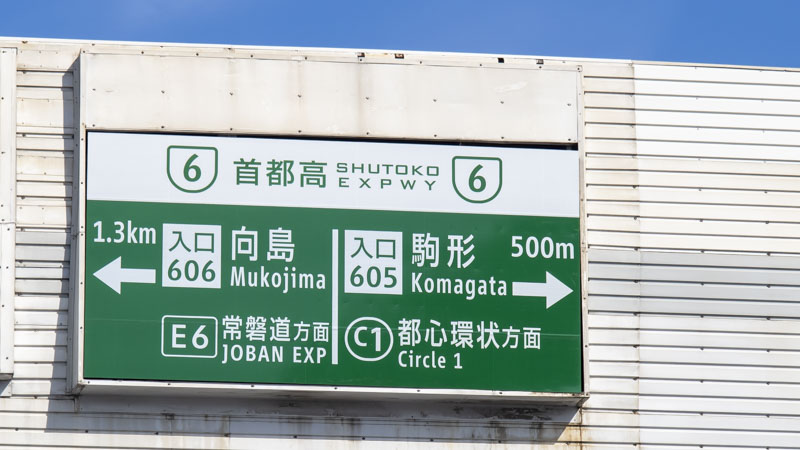 6 首都高 SHUTOKO EXPWY 6
1.3km
入口 606
向島
Mukojima
E6
常磐道方面
JOBAN EXP
入口 605
駒形
Komagata
500m
C1
都心環状方面
Circle 1